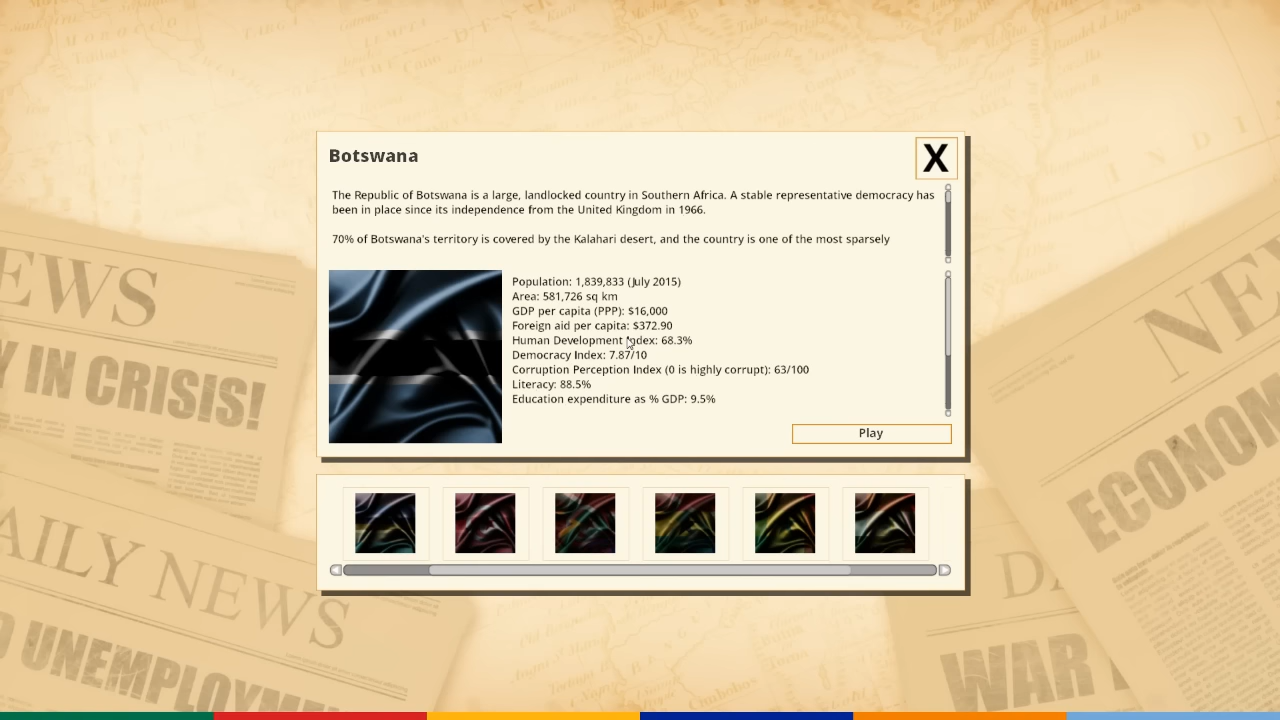 Botswana
X
The Republic of Botswana is a large, landlocked country in Southern Africa. A stable representative democracy has
been in place since its independence from the United Kingdom in 1966.
70% of Botswana's territory is covered by the Kalahari desert, and the country is one of the most sparsely
Population: 1,839,833 (July 2015)
Area: 581,726 sq km
GDP per capita (PPP): $16,000
Foreign aid per capita: $372.90
Human Development Index: 68.3%
Democracy Index: 7.87/10
Corruption Perception Index (0 is highly corrupt): 63/100
Literacy: 88.5%
Education expenditure as % GDP: 9.5%
Play
EWS
Y IN CRISIS!
AILY NEWS
UNEMPLOYM
NE
ECONOM
DA
WAR